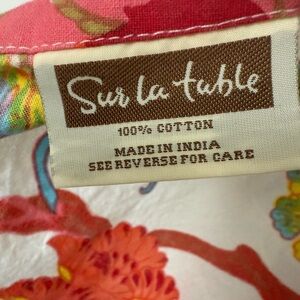 Sur la table
100% COTTON
MADE IN INDIA
SEE REVERSE FOR CARE